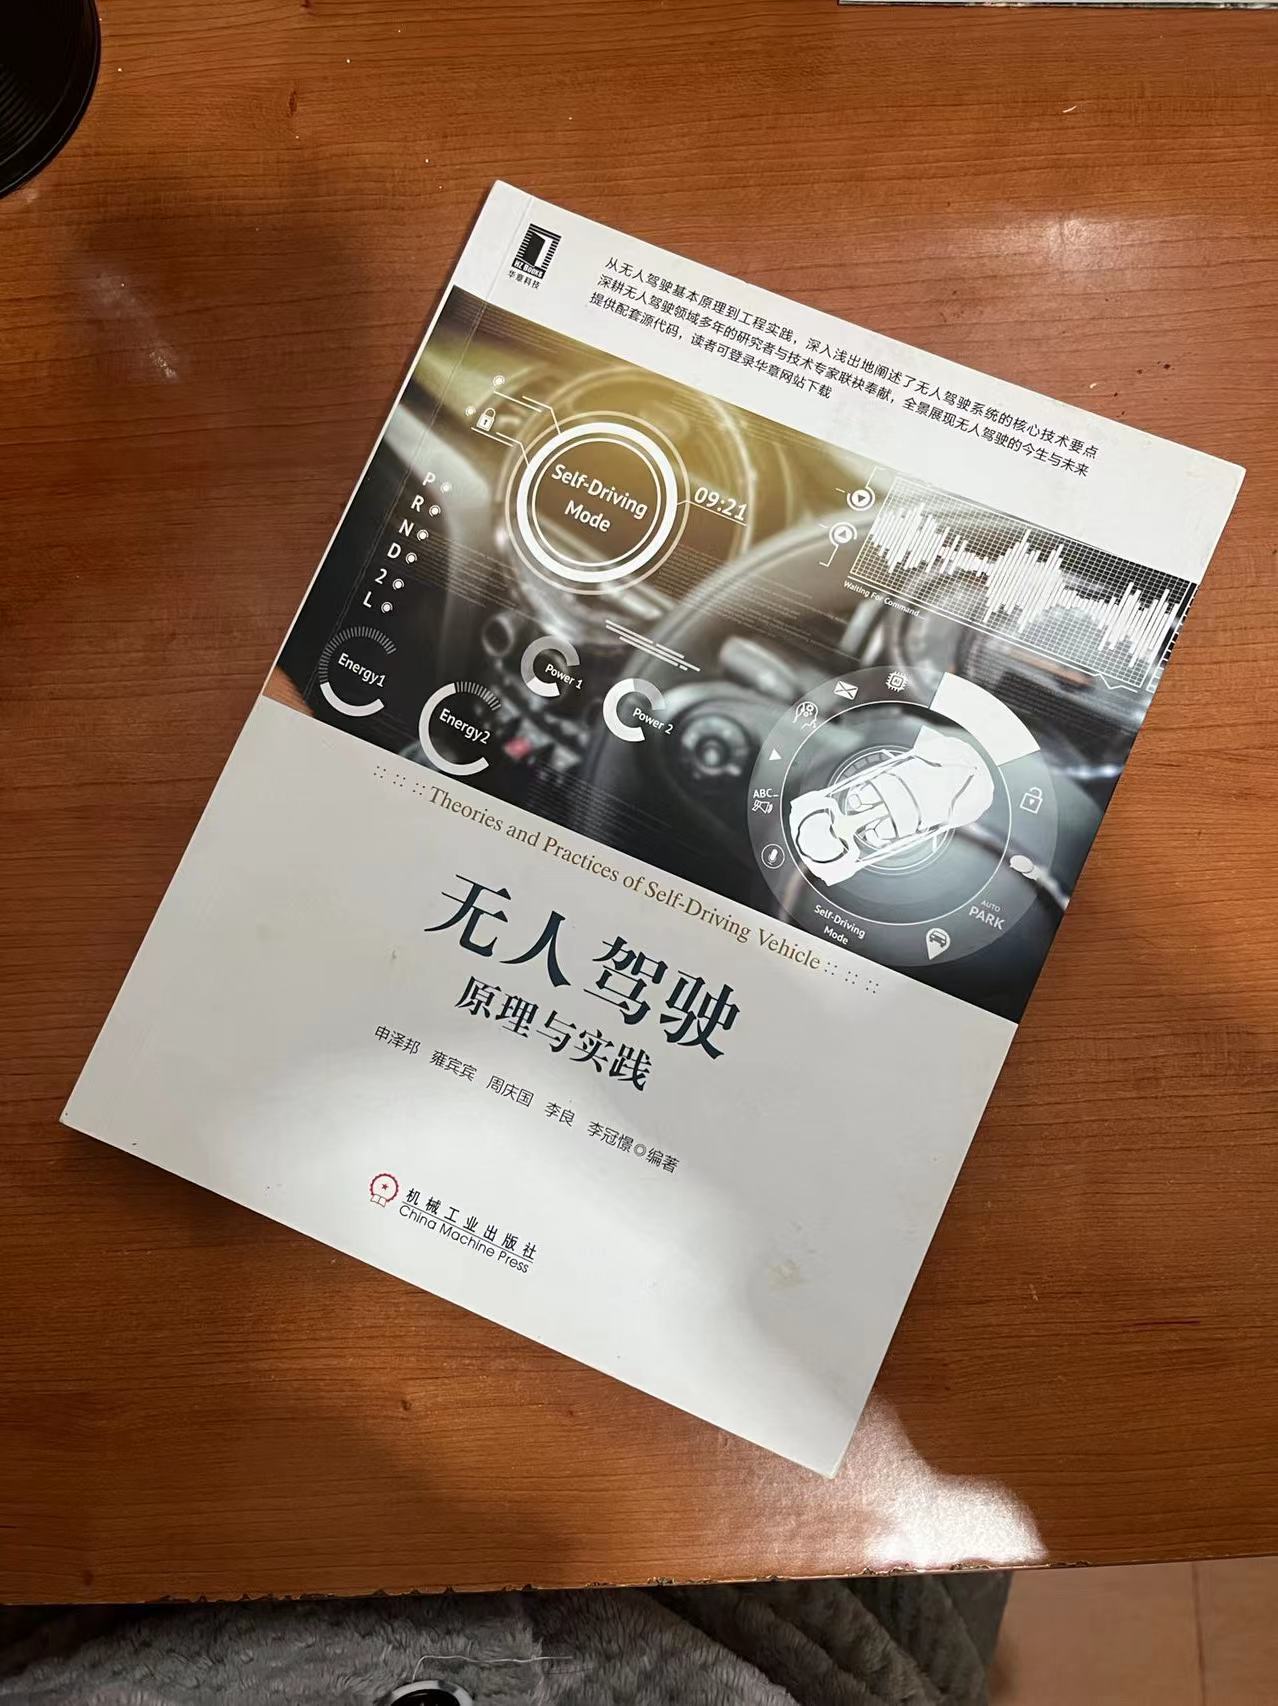 HZ Books
华章科技
从无人驾驶基本原理到工程实践，深入浅出地阐述了无人驾驶系统的核心技术要点
深耕无人驾驶领域多年的研究者与技术专家联袂奉献，全景展现无人驾驶的今生与未来
提供配套源代码，读者可登录华章网站下载
Self-Driving
Mode
09:21
P
R
N
D
2
L
Waiting For Command...
Energy1
Energy2
Power 1
Power 2
ABC
AUTO
PARK
Self-Driving
Mode
Theories and Practices of Self-Driving Vehicle
无人驾驶
原理与实践
申泽邦 雍宾宾 周庆国 李良 李冠憬◎编著
机械工业出版社
China Machine Press